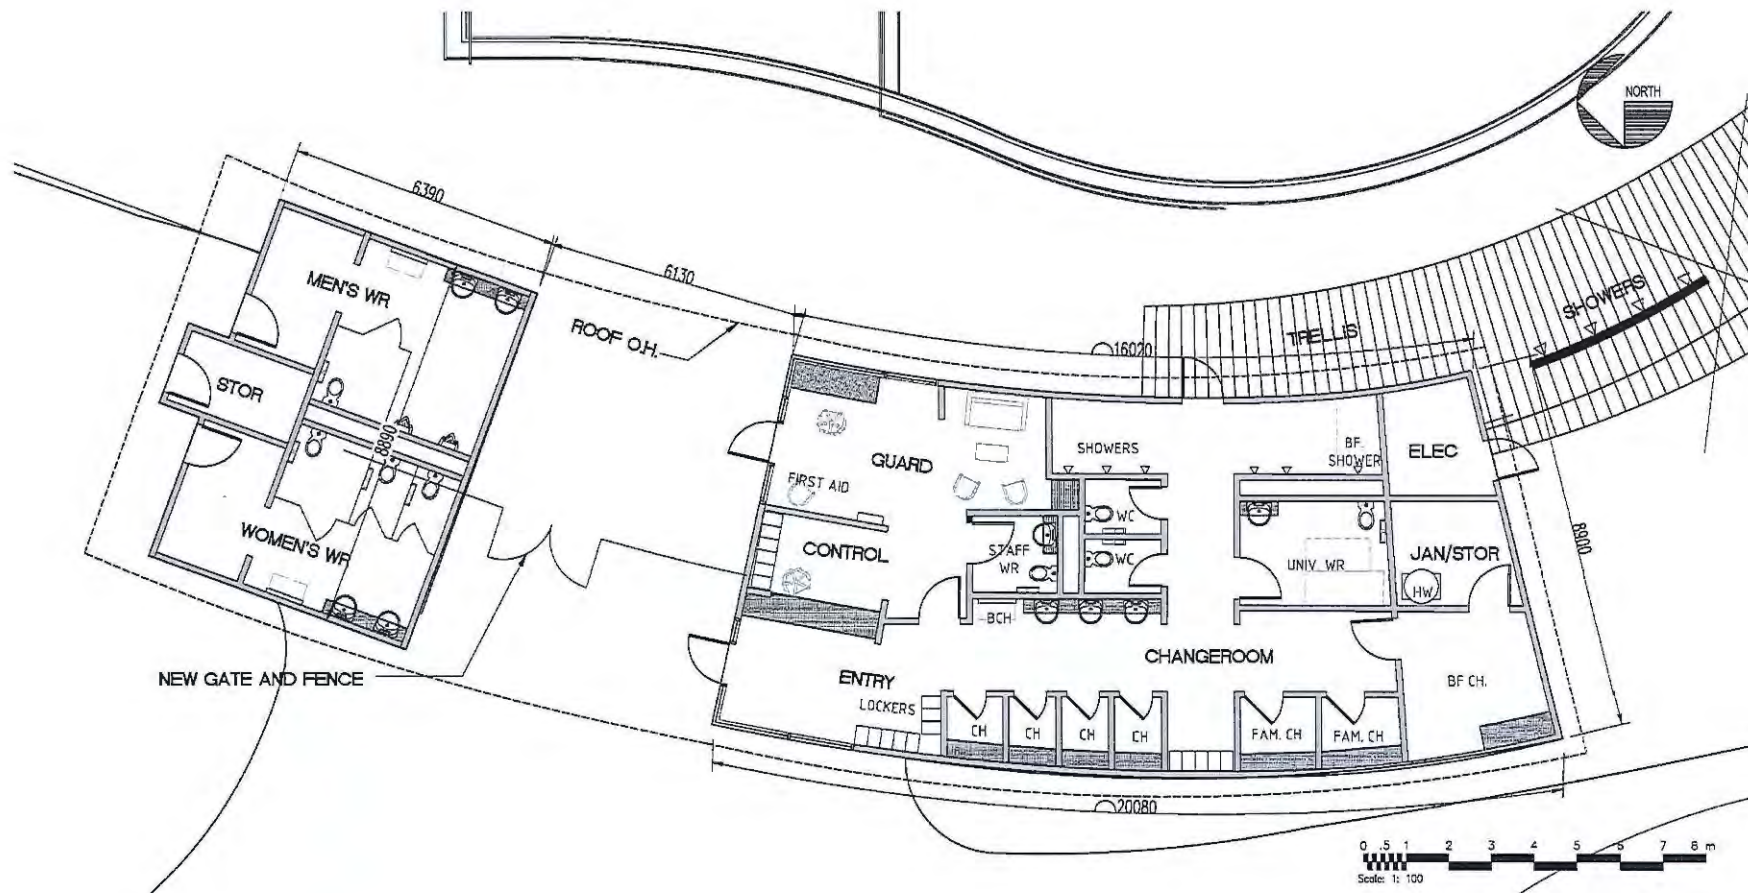 NORTH
6390
6130
MEN'S WR
ROOF O.H.
TRELLIS
SHOWERS
16020
STOR
8890
SHOWERS
BF.
SHOWER
ELEC
GUARD
FIRST AID
WC
WOMEN'S WR
CONTROL
STAFF
WR
WC
UNIV. WR
JAN/STOR
HW
8900
BCH
NEW GATE AND FENCE
ENTRY
CHANGEROOM
LOCKERS
BF CH.
CH
CH
CH
CH
FAM. CH
FAM. CH
20080
0 .5 1 2 3 4 5 6 7 8 m
Scale: 1: 100